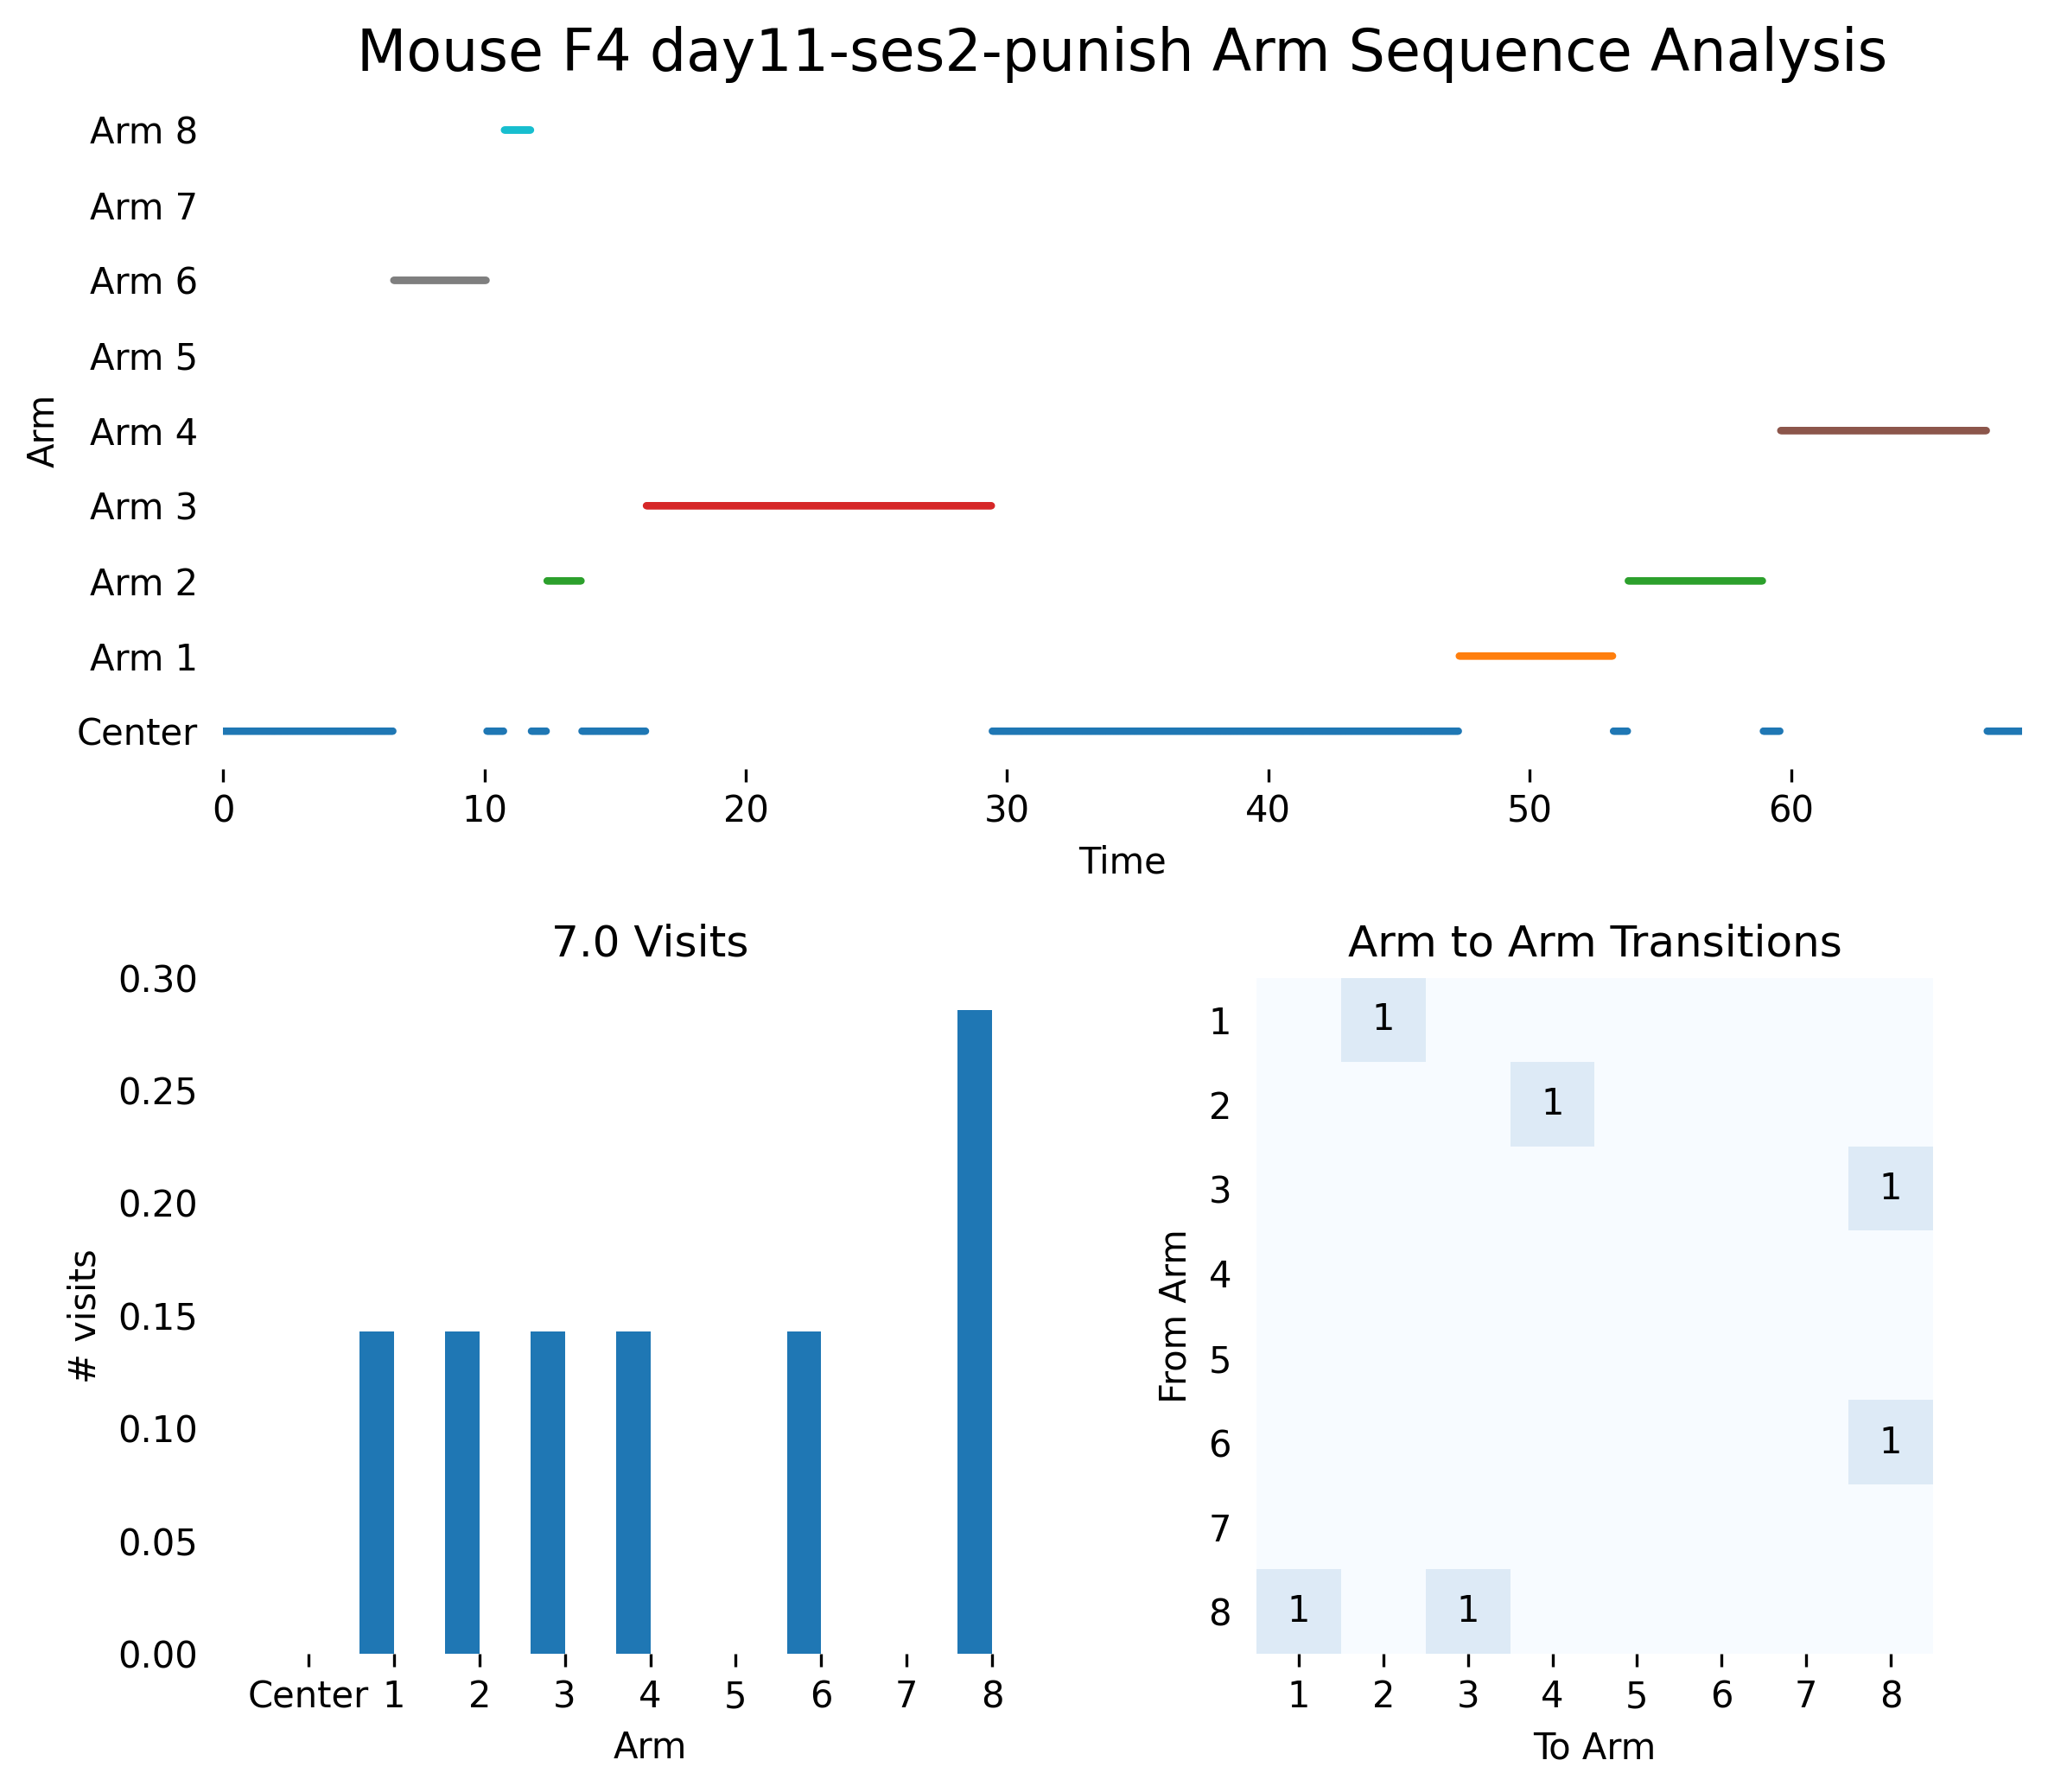 Mouse F4 day11-ses2-punish Arm Sequence Analysis
Arm 8
Arm 7
Arm 6
Arm 5
Arm 4
Arm 3
Arm 2
Arm 1
Center
Arm
0 10 20 30 40 50 60
Time
7.0 Visits
0.30
0.25
0.20
0.15
0.10
0.05
0.00
# visits
Center 1 2 3 4 5 6 7 8
Arm
Arm to Arm Transitions
1 1
2 1
3 1
4
5
6 1
7
8 1 1
From Arm
1 2 3 4 5 6 7 8
To Arm